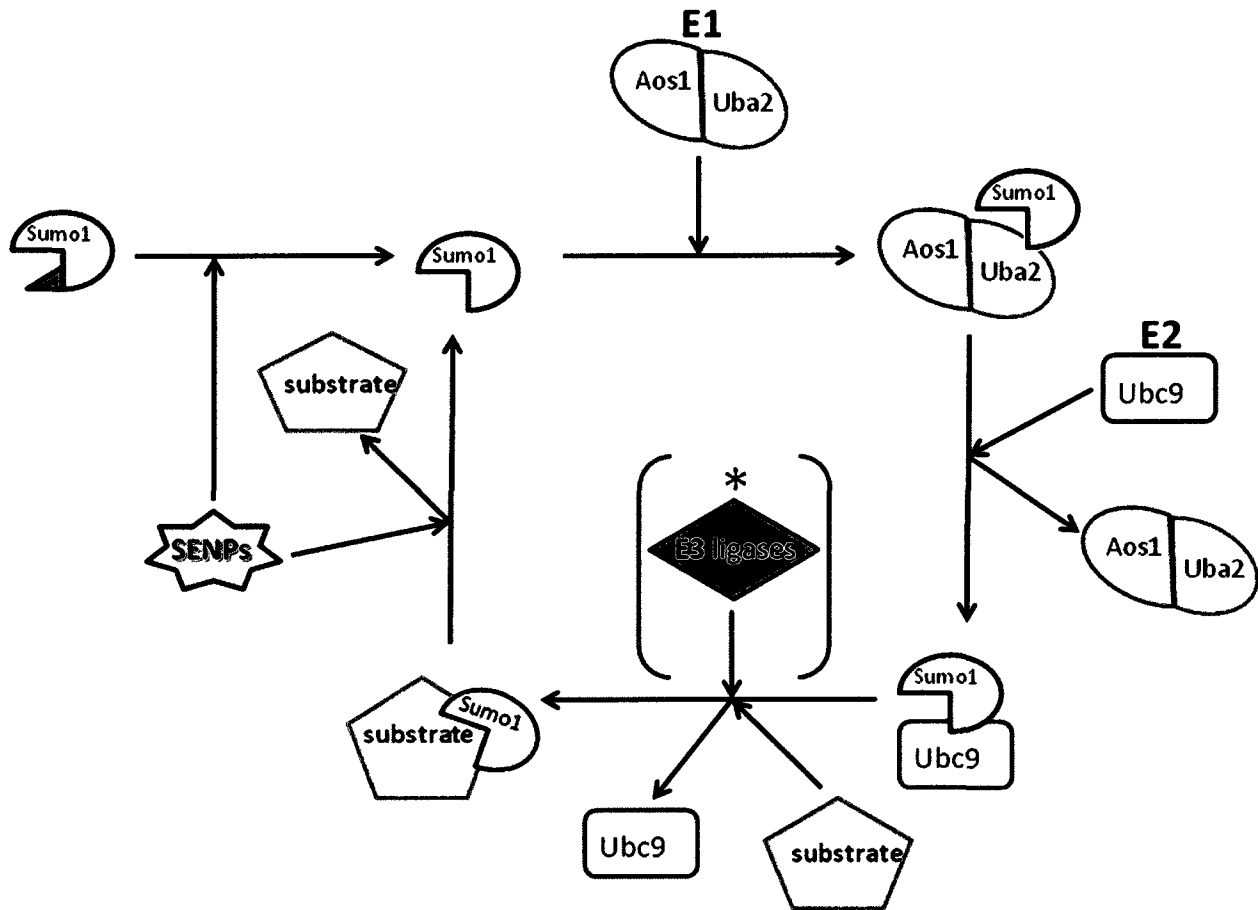 E1
Aos1
Uba2
Sumo1
Sumo1
Sumo1
Aos1
Uba2
E2
Ubc9
substrate
*
E3 ligases
SENPs
Aos1
Uba2
Sumo1
Ubc9
substrate
Sumo1
Ubc9
substrate